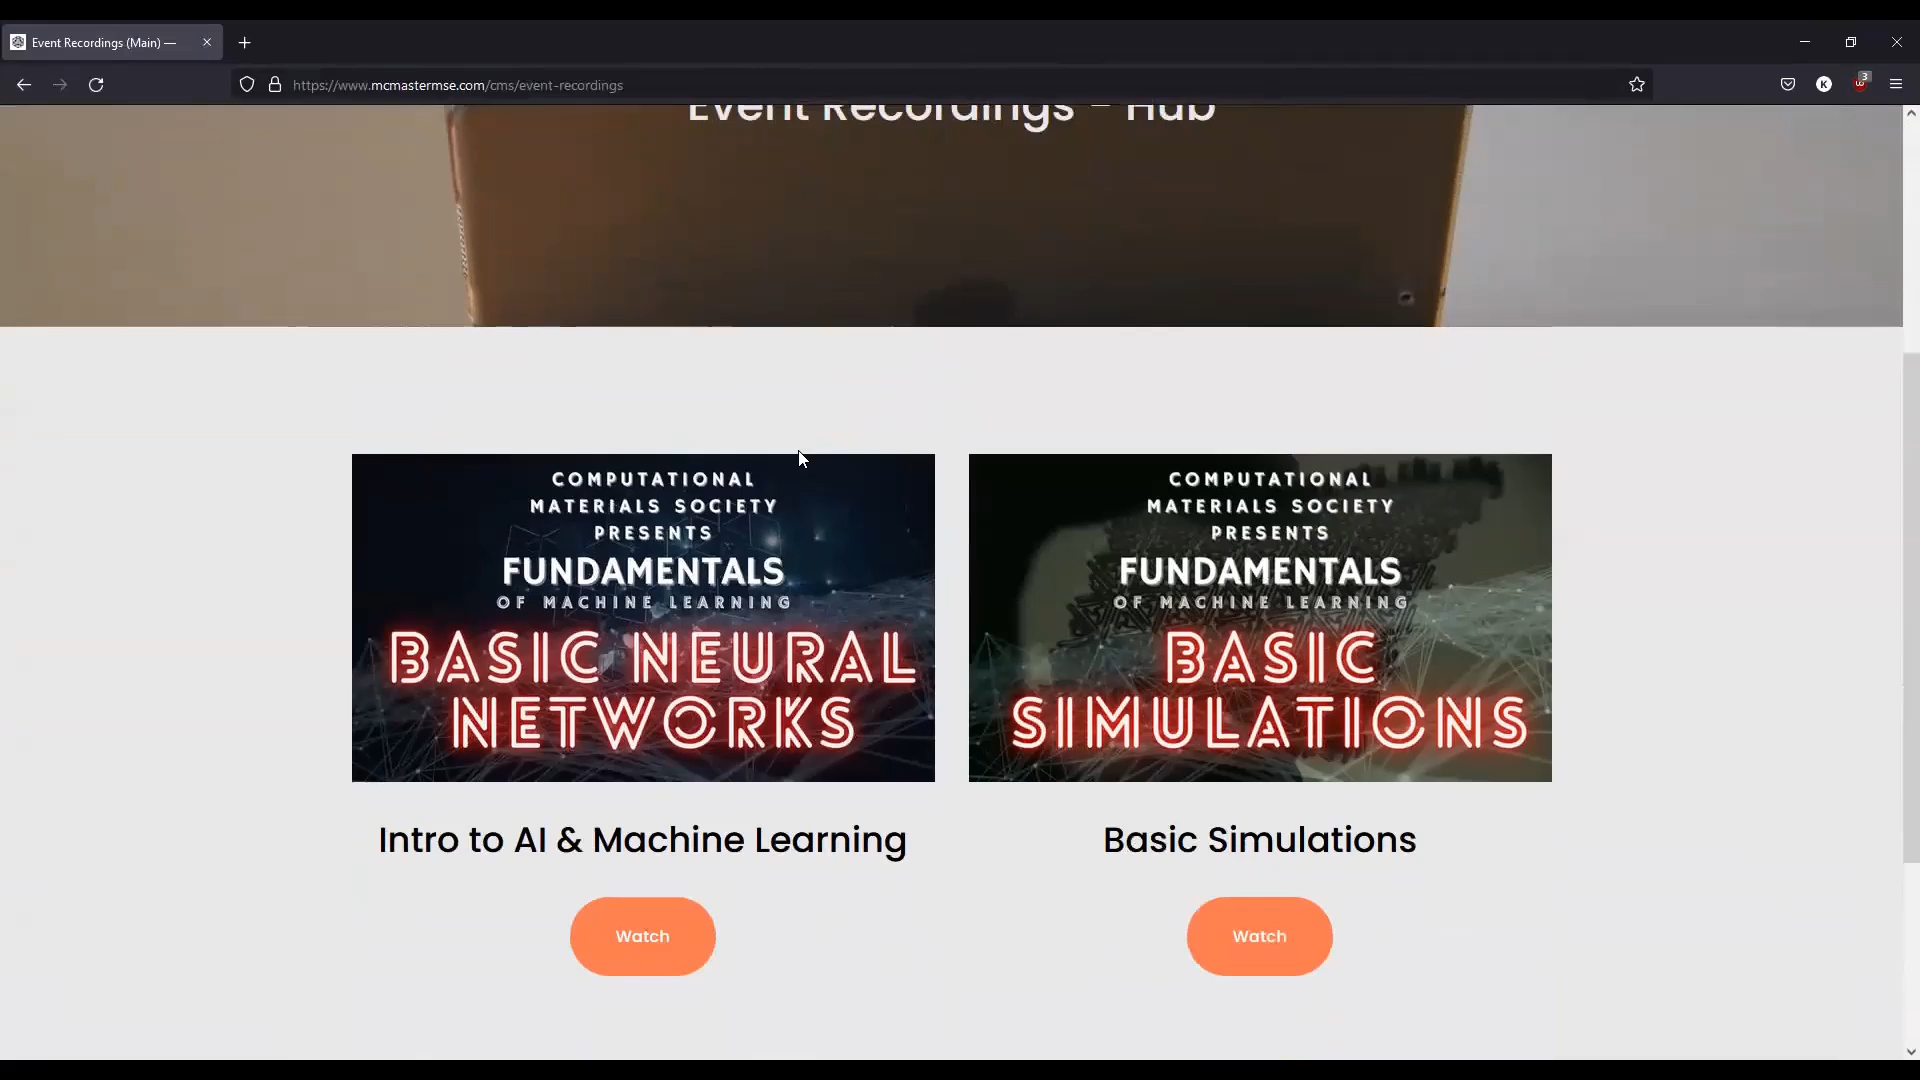 Event Recordings (Main) —
https://www.mcmastermse.com/cms/event-recordings
K
3
Event Recordings - Hub
COMPUTATIONAL
MATERIALS SOCIETY
PRESENTS
FUNDAMENTALS
OF MACHINE LEARNING
BASIC NEURAL
NETWORKS
Intro to AI & Machine Learning
Watch
COMPUTATIONAL
MATERIALS SOCIETY
PRESENTS
FUNDAMENTALS
OF MACHINE LEARNING
BASIC
SIMULATIONS
Basic Simulations
Watch